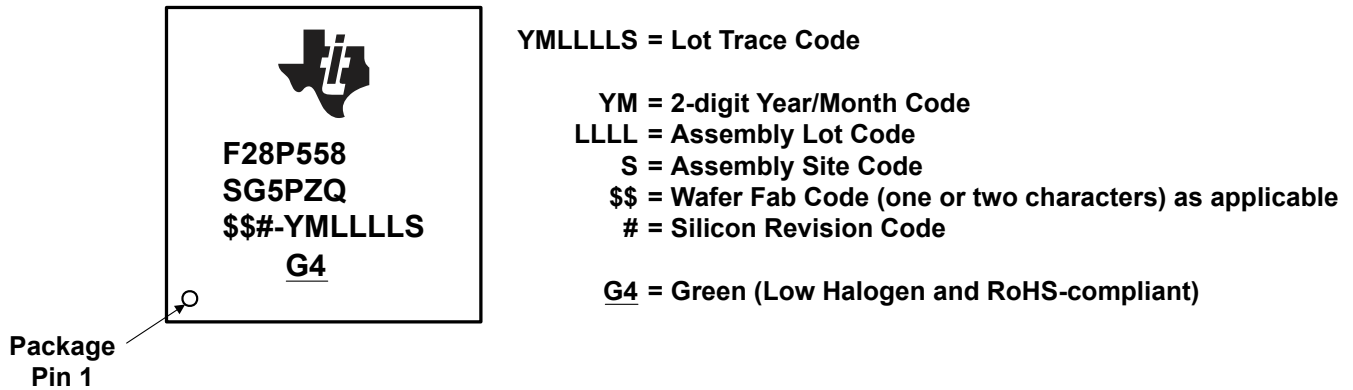 F28P558
SG5PZQ
$$#-YMLLLLS
G4
Package
Pin 1
YMLLLLS = Lot Trace Code
YM = 2-digit Year/Month Code
LLLL = Assembly Lot Code
S = Assembly Site Code
$$ = Wafer Fab Code (one or two characters) as applicable
# = Silicon Revision Code
G4 = Green (Low Halogen and RoHS-compliant)